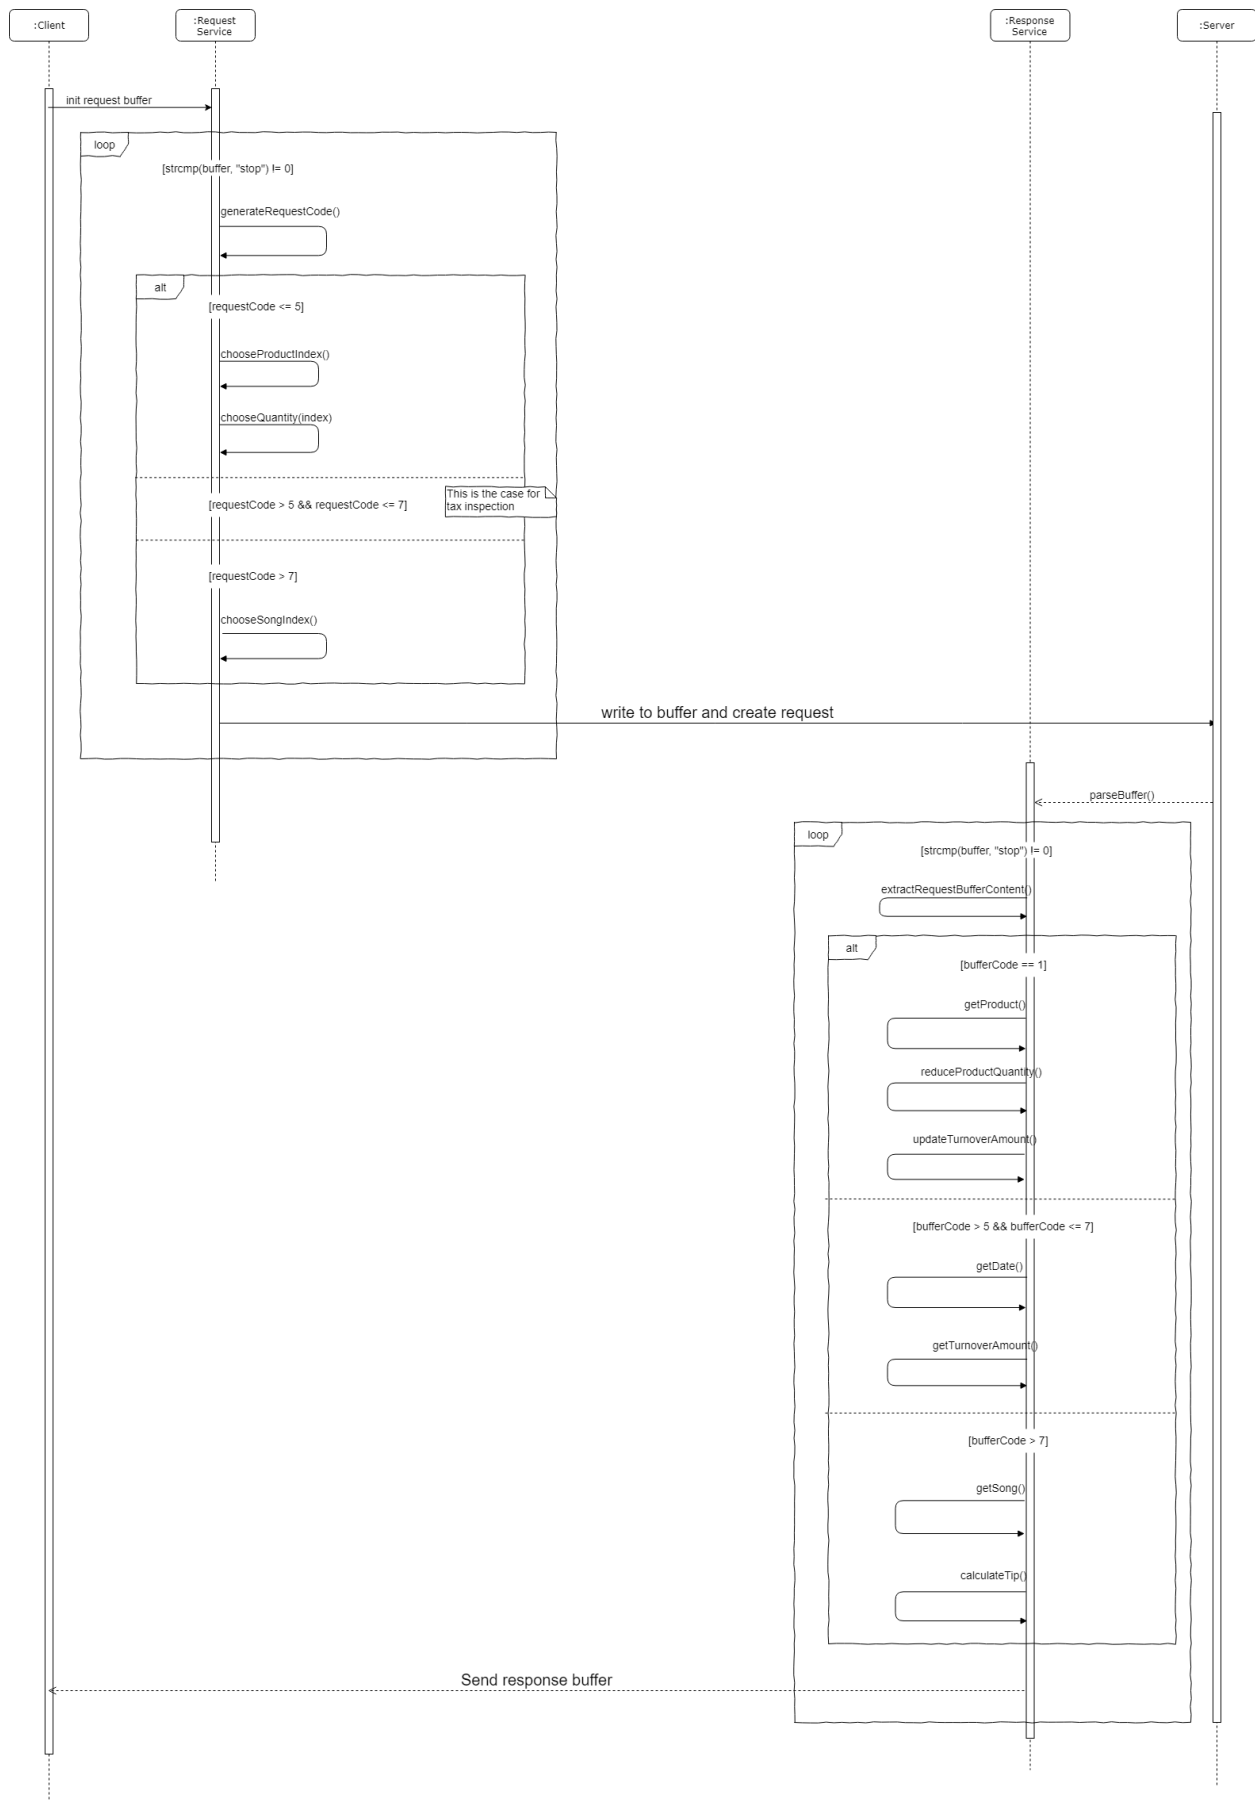 :Client
:Request
Service
:Response
Service
:Server
init request buffer
loop
[strcmp(buffer, "stop") != 0]
generateRequestCode()
alt
[requestCode <= 5]
chooseProductIndex()
chooseQuantity(index)
[requestCode > 5 && requestCode <= 7]
This is the case for
tax inspection
[requestCode > 7]
chooseSongIndex()
write to buffer and create request
parseBuffer()
loop
[strcmp(buffer, "stop") != 0]
extractRequestBufferContent()
alt
[bufferCode == 1]
getProduct()
reduceProductQuantity()
updateTurnoverAmount()
[bufferCode > 5 && bufferCode <= 7]
getDate()
getTurnoverAmount()
[bufferCode > 7]
getSong()
calculateTip()
Send response buffer